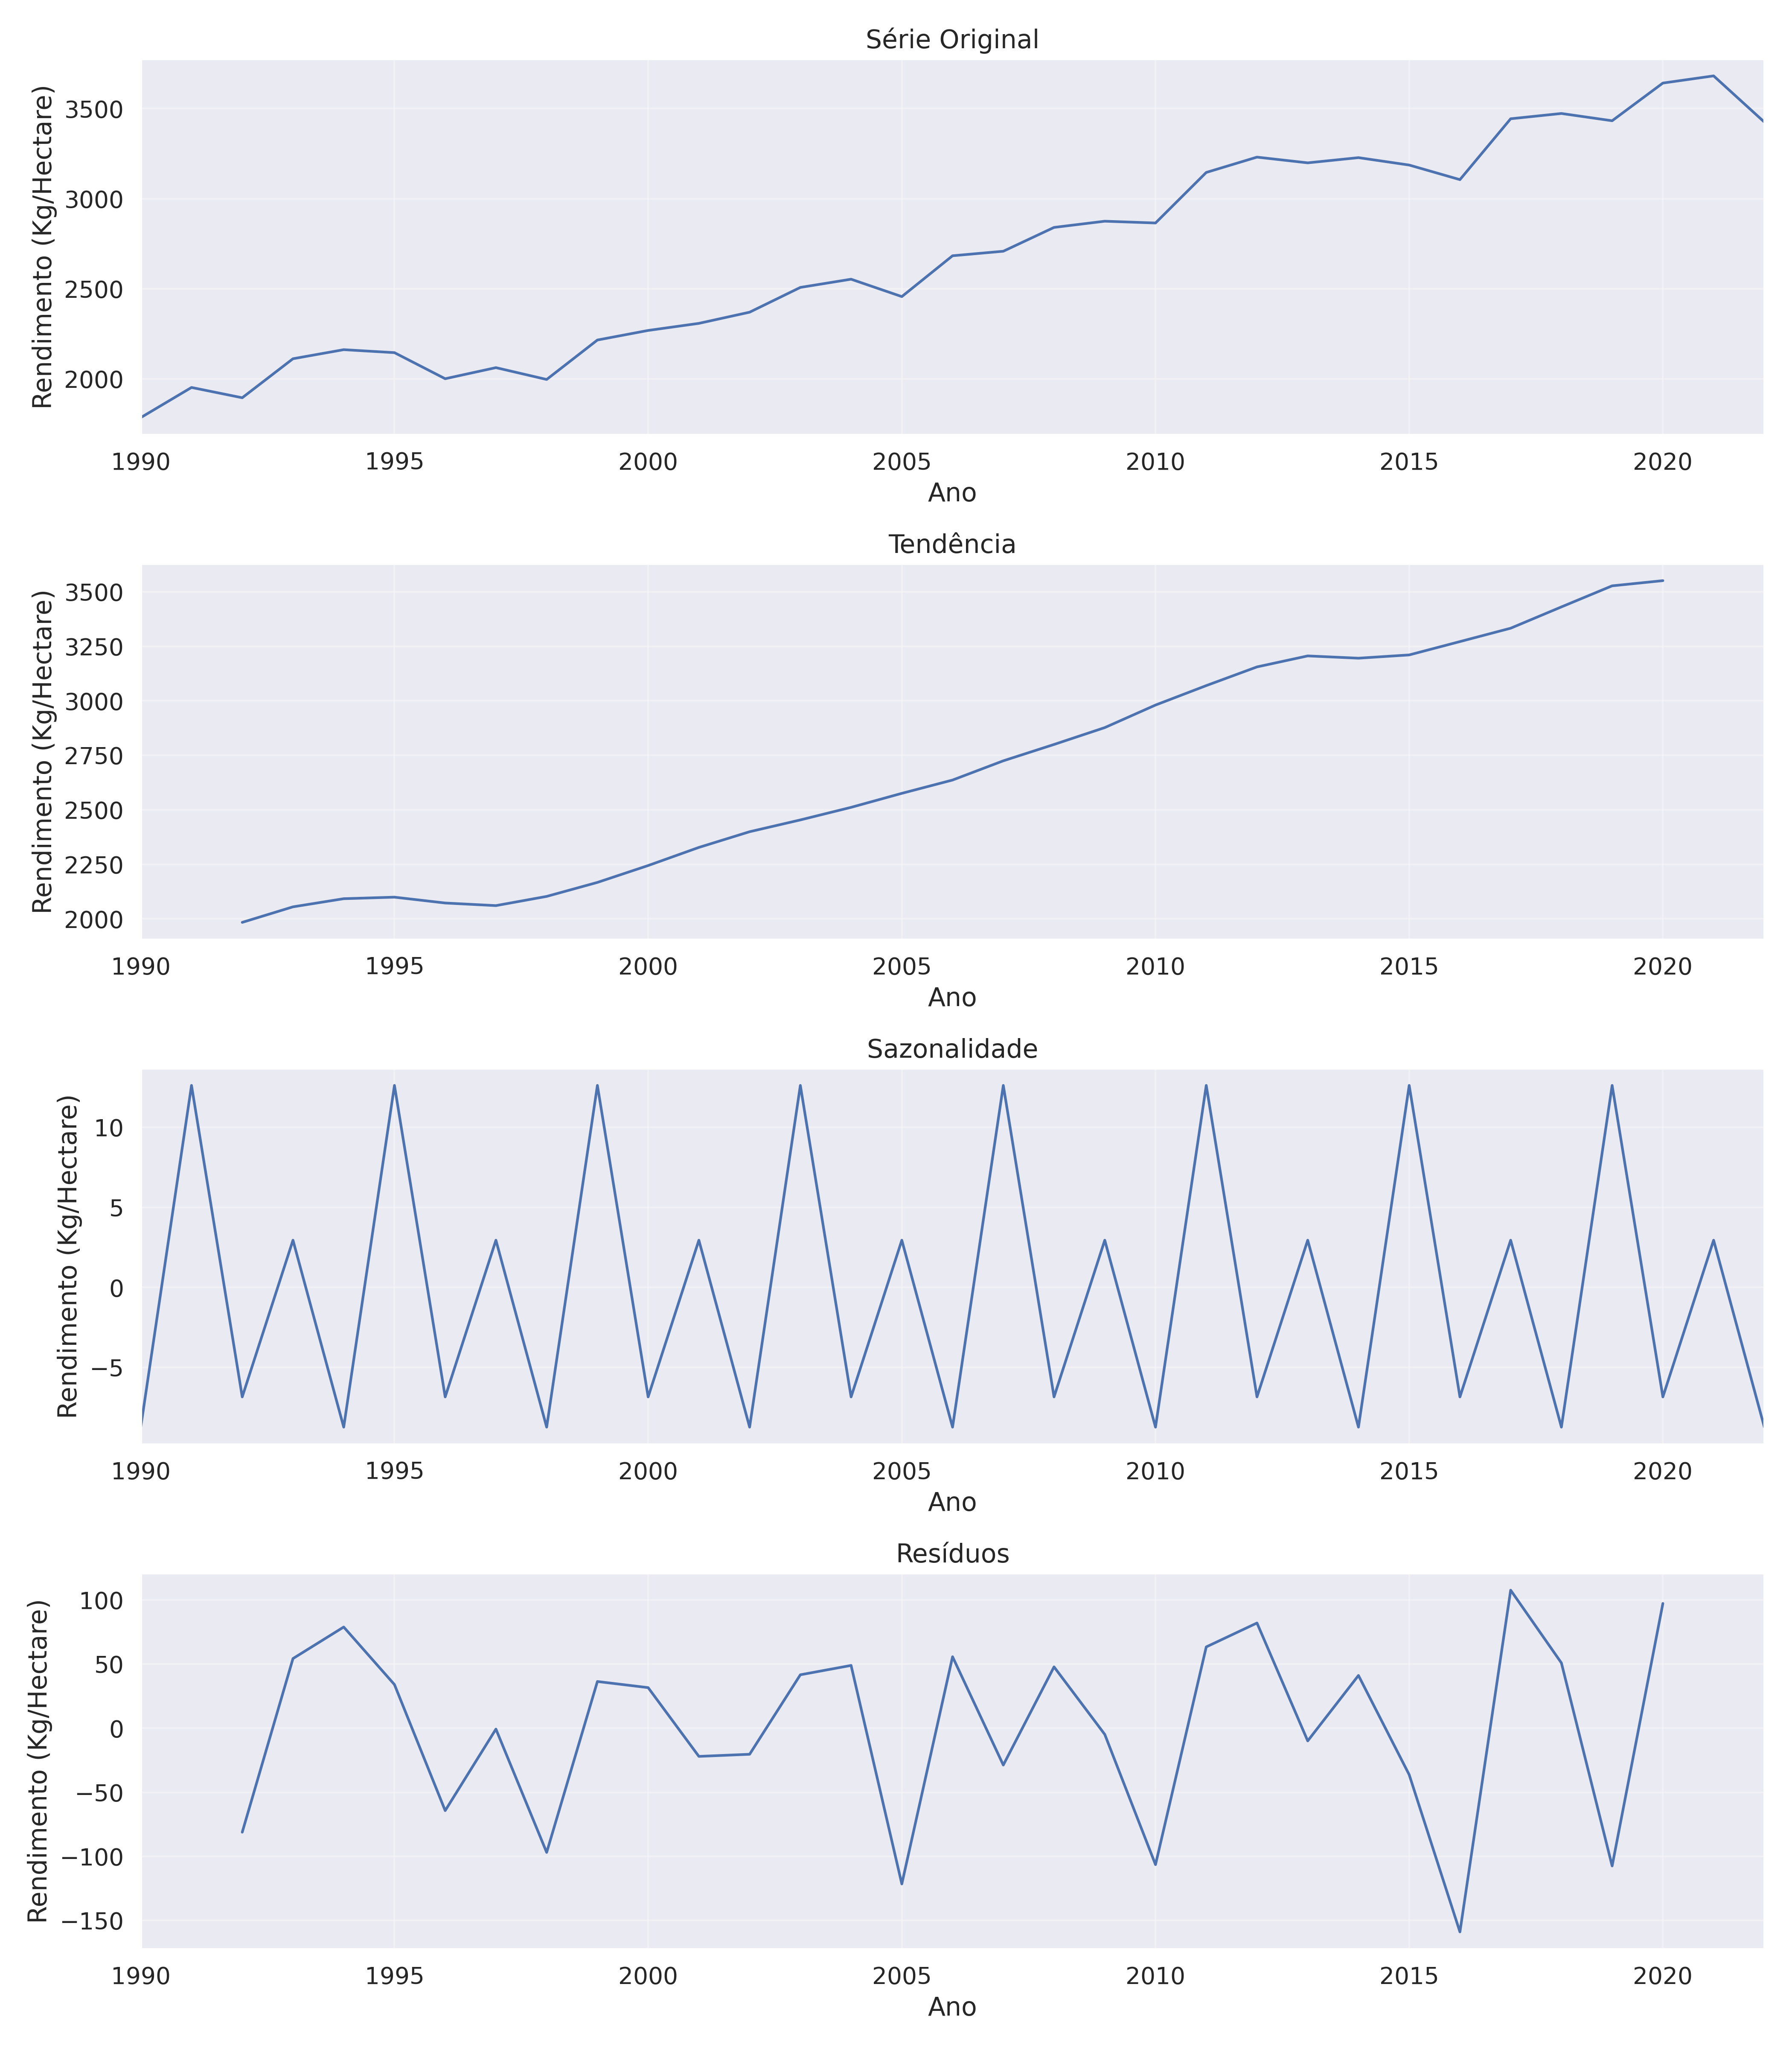 Série Original
Rendimento (Kg/Hectare)
3500
3000
2500
2000
1990 1995 2000 2005 2010 2015 2020
Ano
Tendência
Rendimento (Kg/Hectare)
3500
3250
3000
2750
2500
2250
2000
1990 1995 2000 2005 2010 2015 2020
Ano
Sazonalidade
Rendimento (Kg/Hectare)
10
5
0
−5
1990 1995 2000 2005 2010 2015 2020
Ano
Resíduos
Rendimento (Kg/Hectare)
100
50
0
−50
−100
−150
1990 1995 2000 2005 2010 2015 2020
Ano